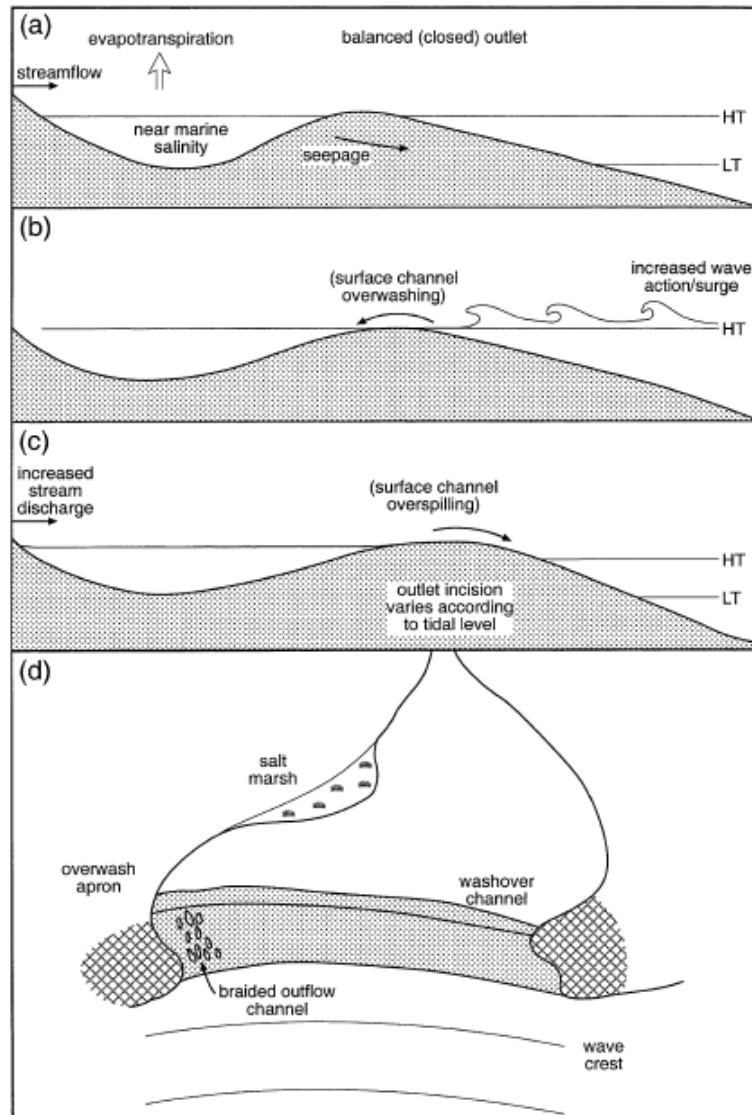 (a)
evapotranspiration
balanced (closed) outlet
streamflow
near marine
salinity
seepage
HT
LT
(b)
(surface channel
overwashing)
increased wave
action/surge
HT
(c)
increased
stream
discharge
(surface channel
overspilling)
outlet incision
varies according
to tidal level
HT
LT
(d)
salt
marsh
overwash
apron
washover
channel
braided outflow
channel
wave
crest